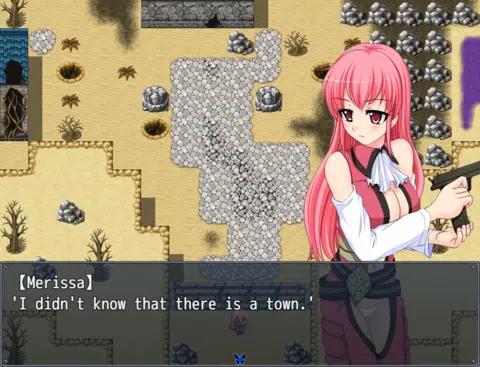 【Merissa】
'I didn't know that there is a town.'